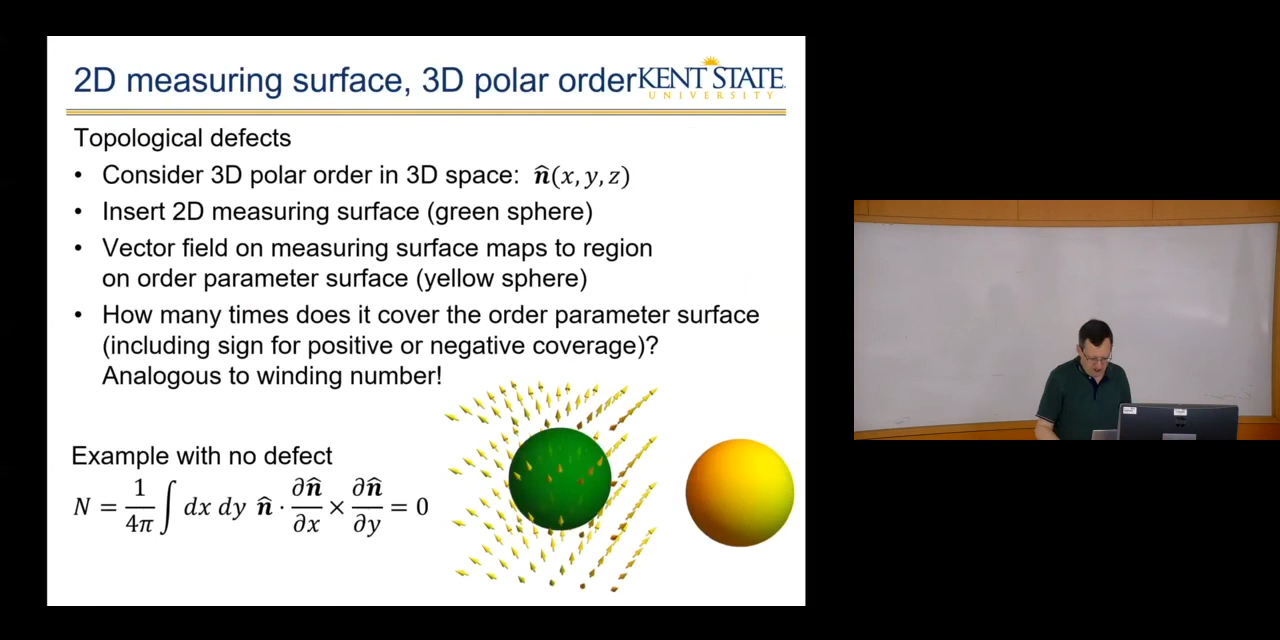 2D measuring surface, 3D polar order
KENT STATE
UNIVERSITY
Topological defects
• Consider 3D polar order in 3D space: n̂(x, y, z)
• Insert 2D measuring surface (green sphere)
• Vector field on measuring surface maps to region
on order parameter surface (yellow sphere)
• How many times does it cover the order parameter surface
(including sign for positive or negative coverage)?
Analogous to winding number!
Example with no defect
N = 1/4π ∫ dx dy n̂ · ∂n̂/∂x × ∂n̂/∂y = 0